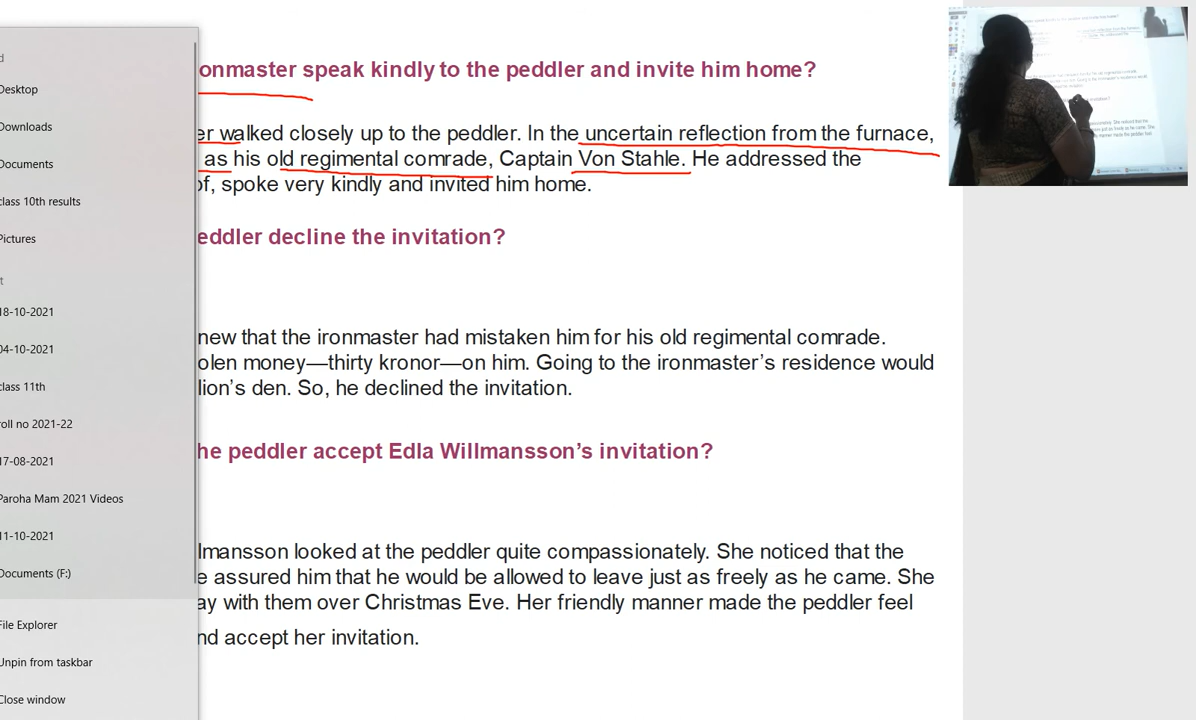 d
Desktop
Downloads
Documents
class 10th results
Pictures
t
18-10-2021
04-10-2021
class 11th
roll no 2021-22
17-08-2021
Paroha Mam 2021 Videos
11-10-2021
Documents (F:)
File Explorer
Unpin from taskbar
Close window
onmaster speak kindly to the peddler and invite him home?
er walked closely up to the peddler. In the uncertain reflection from the furnace,
as his old regimental comrade, Captain Von Stahle. He addressed the
of, spoke very kindly and invited him home.
eddler decline the invitation?
new that the ironmaster had mistaken him for his old regimental comrade.
olen money—thirty kronor—on him. Going to the ironmaster’s residence would
lion’s den. So, he declined the invitation.
he peddler accept Edla Willmansson’s invitation?
lmansson looked at the peddler quite compassionately. She noticed that the
e assured him that he would be allowed to leave just as freely as he came. She
ay with them over Christmas Eve. Her friendly manner made the peddler feel
nd accept her invitation.